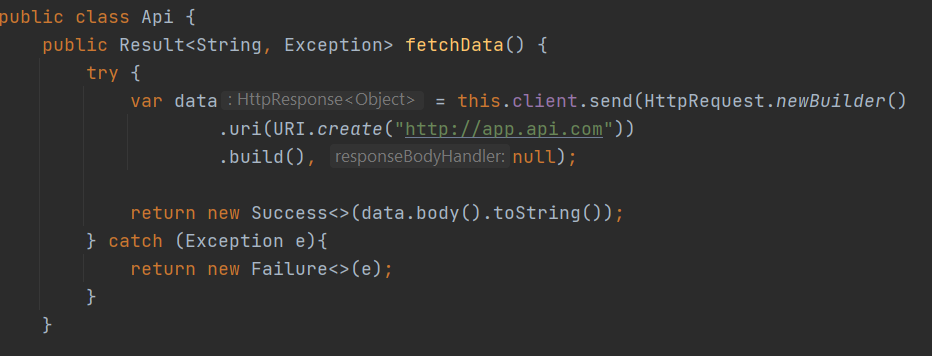 public class Api {
    public Result<String, Exception> fetchData() {
        try {
            var data : HttpResponse<Object> = this.client.send(HttpRequest.newBuilder()
                    .uri(URI.create("http://app.api.com"))
                    .build(), responseBodyHandler: null);
            return new Success<>(data.body().toString());
        } catch (Exception e){
            return new Failure<>(e);
        }
    }